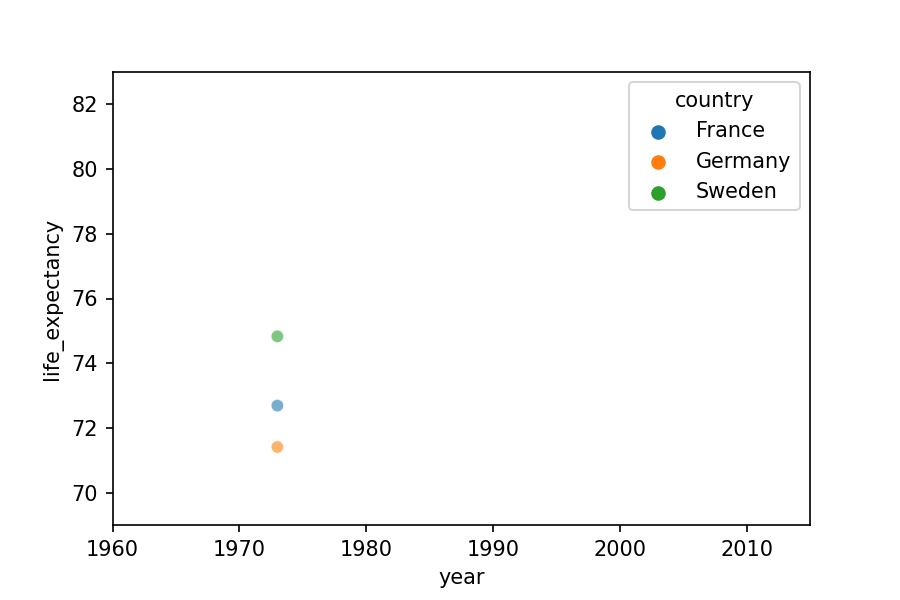 82
80
78
76
74
72
70
life_expectancy
country
France
Germany
Sweden
1960 1970 1980 1990 2000 2010
year